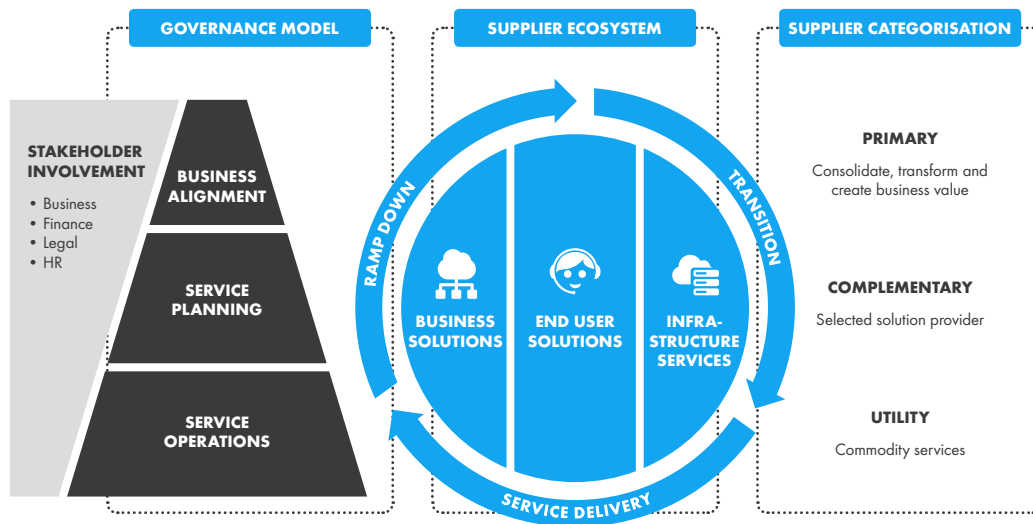 GOVERNANCE MODEL
SUPPLIER ECOSYSTEM
SUPPLIER CATEGORISATION
STAKEHOLDER
INVOLVEMENT
• Business
• Finance
• Legal
• HR
BUSINESS
ALIGNMENT
SERVICE
PLANNING
SERVICE
OPERATIONS
RAMP DOWN
TRANSITION
SERVICE DELIVERY
BUSINESS
SOLUTIONS
END USER
SOLUTIONS
INFRA-
STRUCTURE
SERVICES
PRIMARY
Consolidate, transform and
create business value
COMPLEMENTARY
Selected solution provider
UTILITY
Commodity services